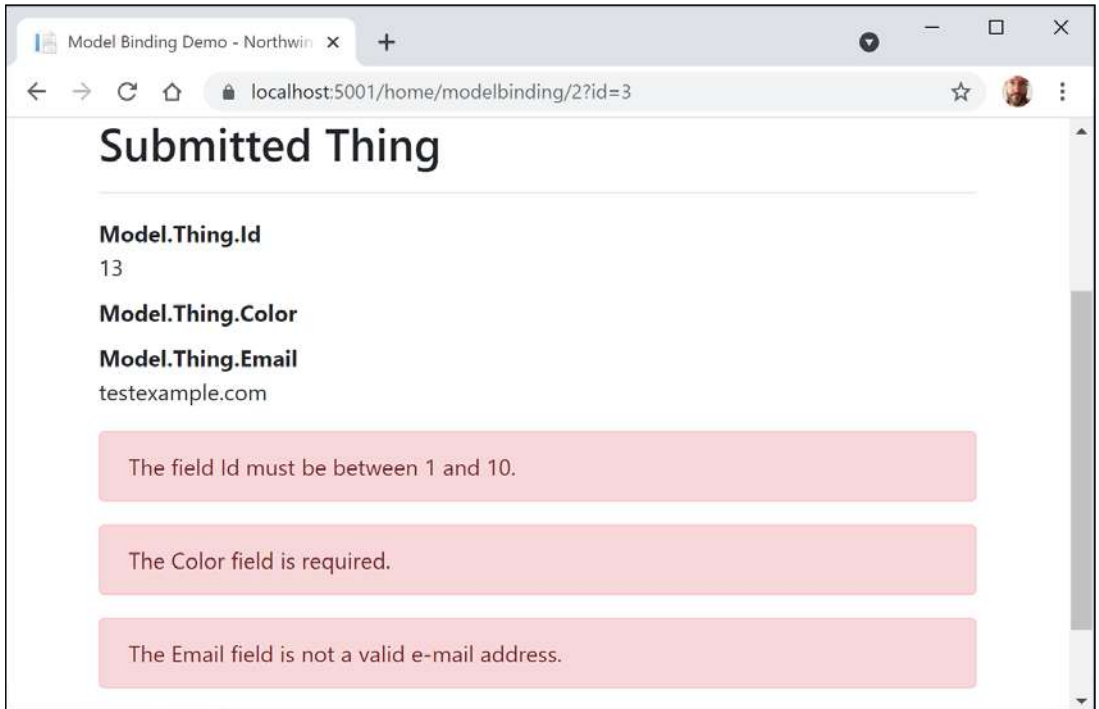 Model Binding Demo - Northwin
localhost:5001/home/modelbinding/2?id=3
Submitted Thing
Model.Thing.Id
13
Model.Thing.Color
Model.Thing.Email
testexample.com
The field Id must be between 1 and 10.
The Color field is required.
The Email field is not a valid e-mail address.